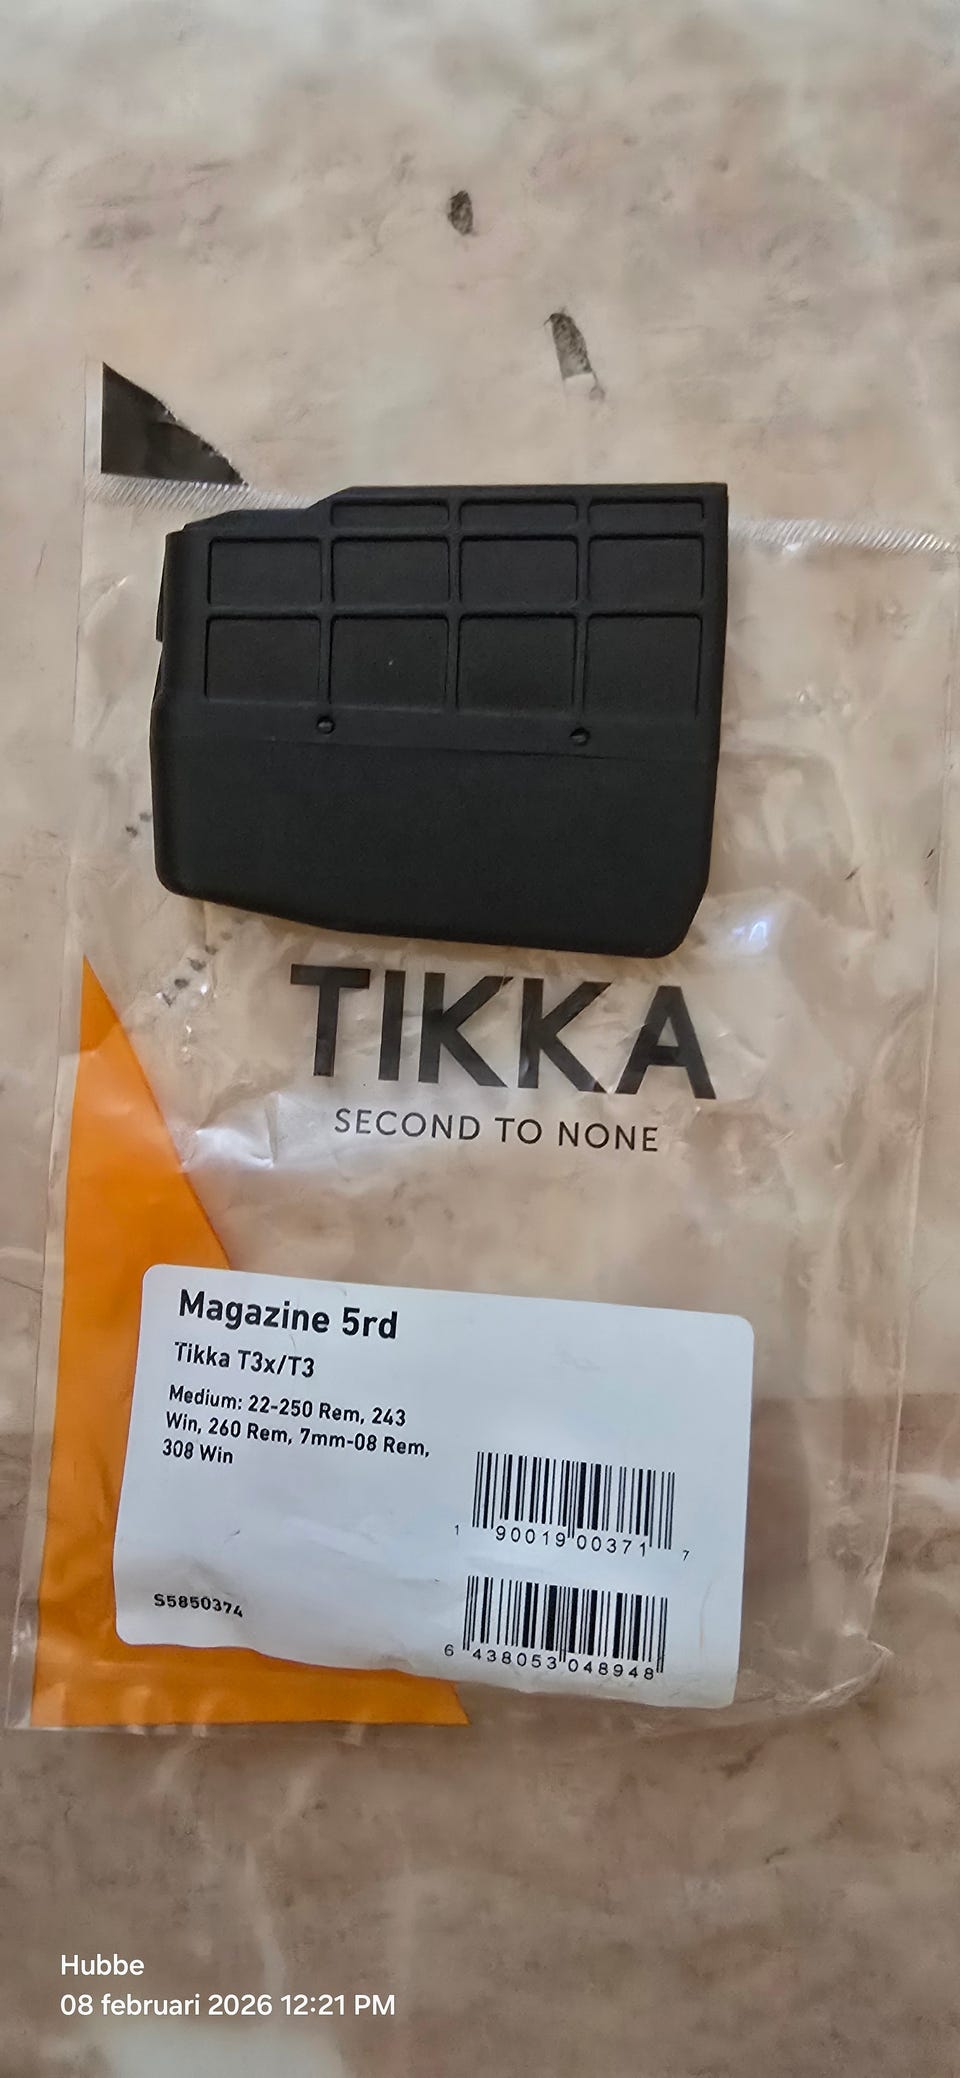 TIKKA
SECOND TO NONE
Magazine 5rd
Tikka T3x/T3
Medium: 22-250 Rem, 243
Win, 260 Rem, 7mm-08 Rem,
308 Win
1 90019 00371 7
S5850374
6 438053 048948
Hubbe
08 februari 2026 12:21 PM